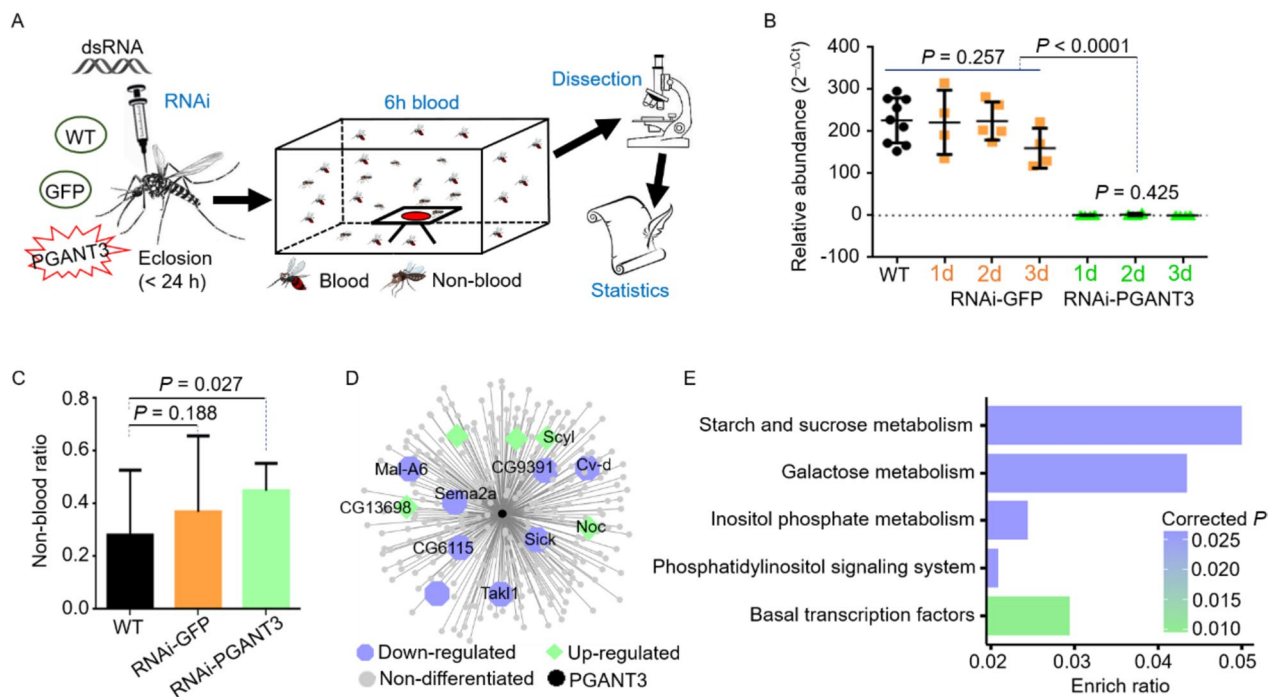 A
dsRNA
RNAi
WT
GFP
PGANT3
Eclosion
(< 24 h)
6h blood
Blood
Non-blood
Dissection
Statistics
B
Relative abundance (2−ΔCt)
400
300
200
100
0
-100
P = 0.257
P < 0.0001
P = 0.425
WT
1d
2d
3d
1d
2d
3d
RNAi-GFP
RNAi-PGANT3
C
Non-blood ratio
0.8
0.6
0.4
0.2
0.0
P = 0.027
P = 0.188
WT
RNAi-GFP
RNAi-PGANT3
D
Scyl
Mal-A6
CG9391
Cv-d
Sema2a
CG13698
Noc
CG6115
Sick
Takl1
Down-regulated
Up-regulated
Non-differentiated
PGANT3
E
Starch and sucrose metabolism
Galactose metabolism
Inositol phosphate metabolism
Phosphatidylinositol signaling system
Basal transcription factors
Corrected P
0.025
0.020
0.015
0.010
0.02
0.03
0.04
0.05
Enrich ratio